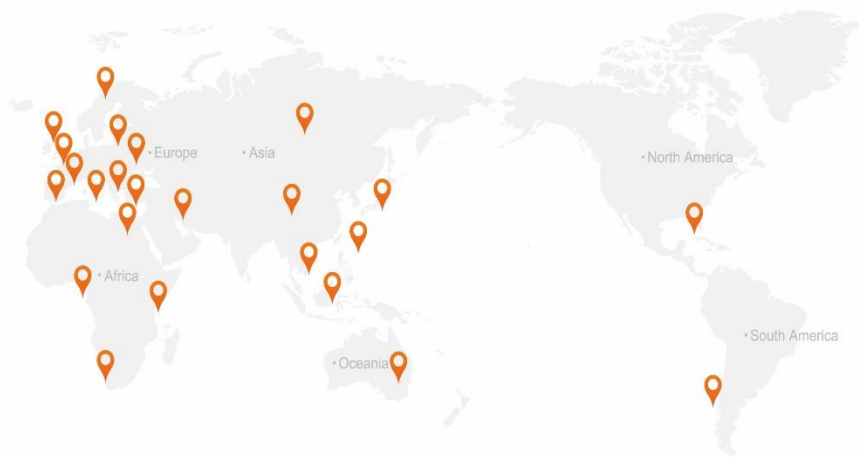 Europe
Asia
North America
Africa
South America
Oceania